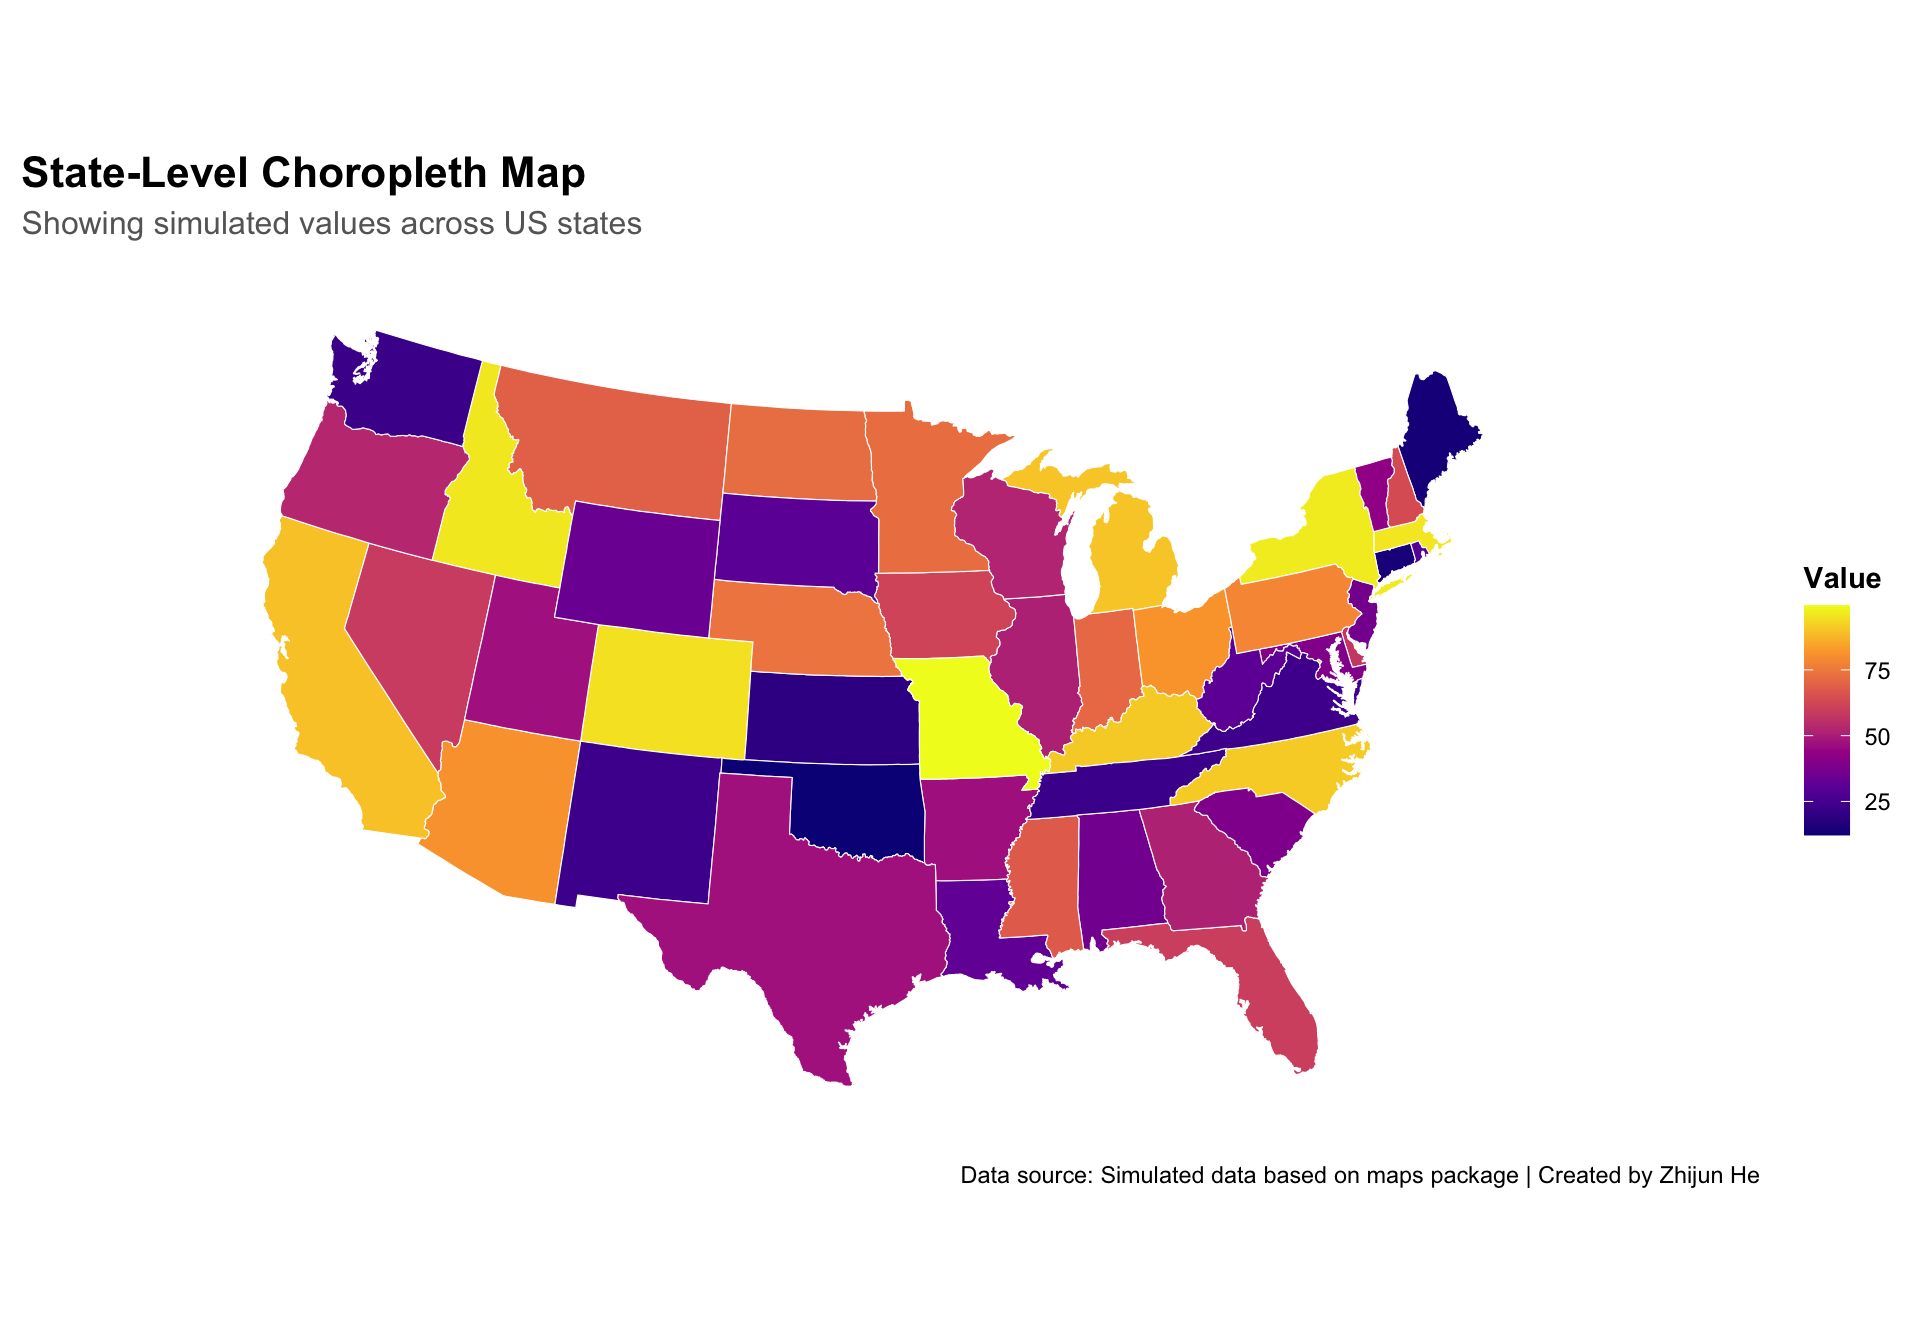 State-Level Choropleth Map
Showing simulated values across US states
Value
75
50
25
Data source: Simulated data based on maps package | Created by Zhijun He